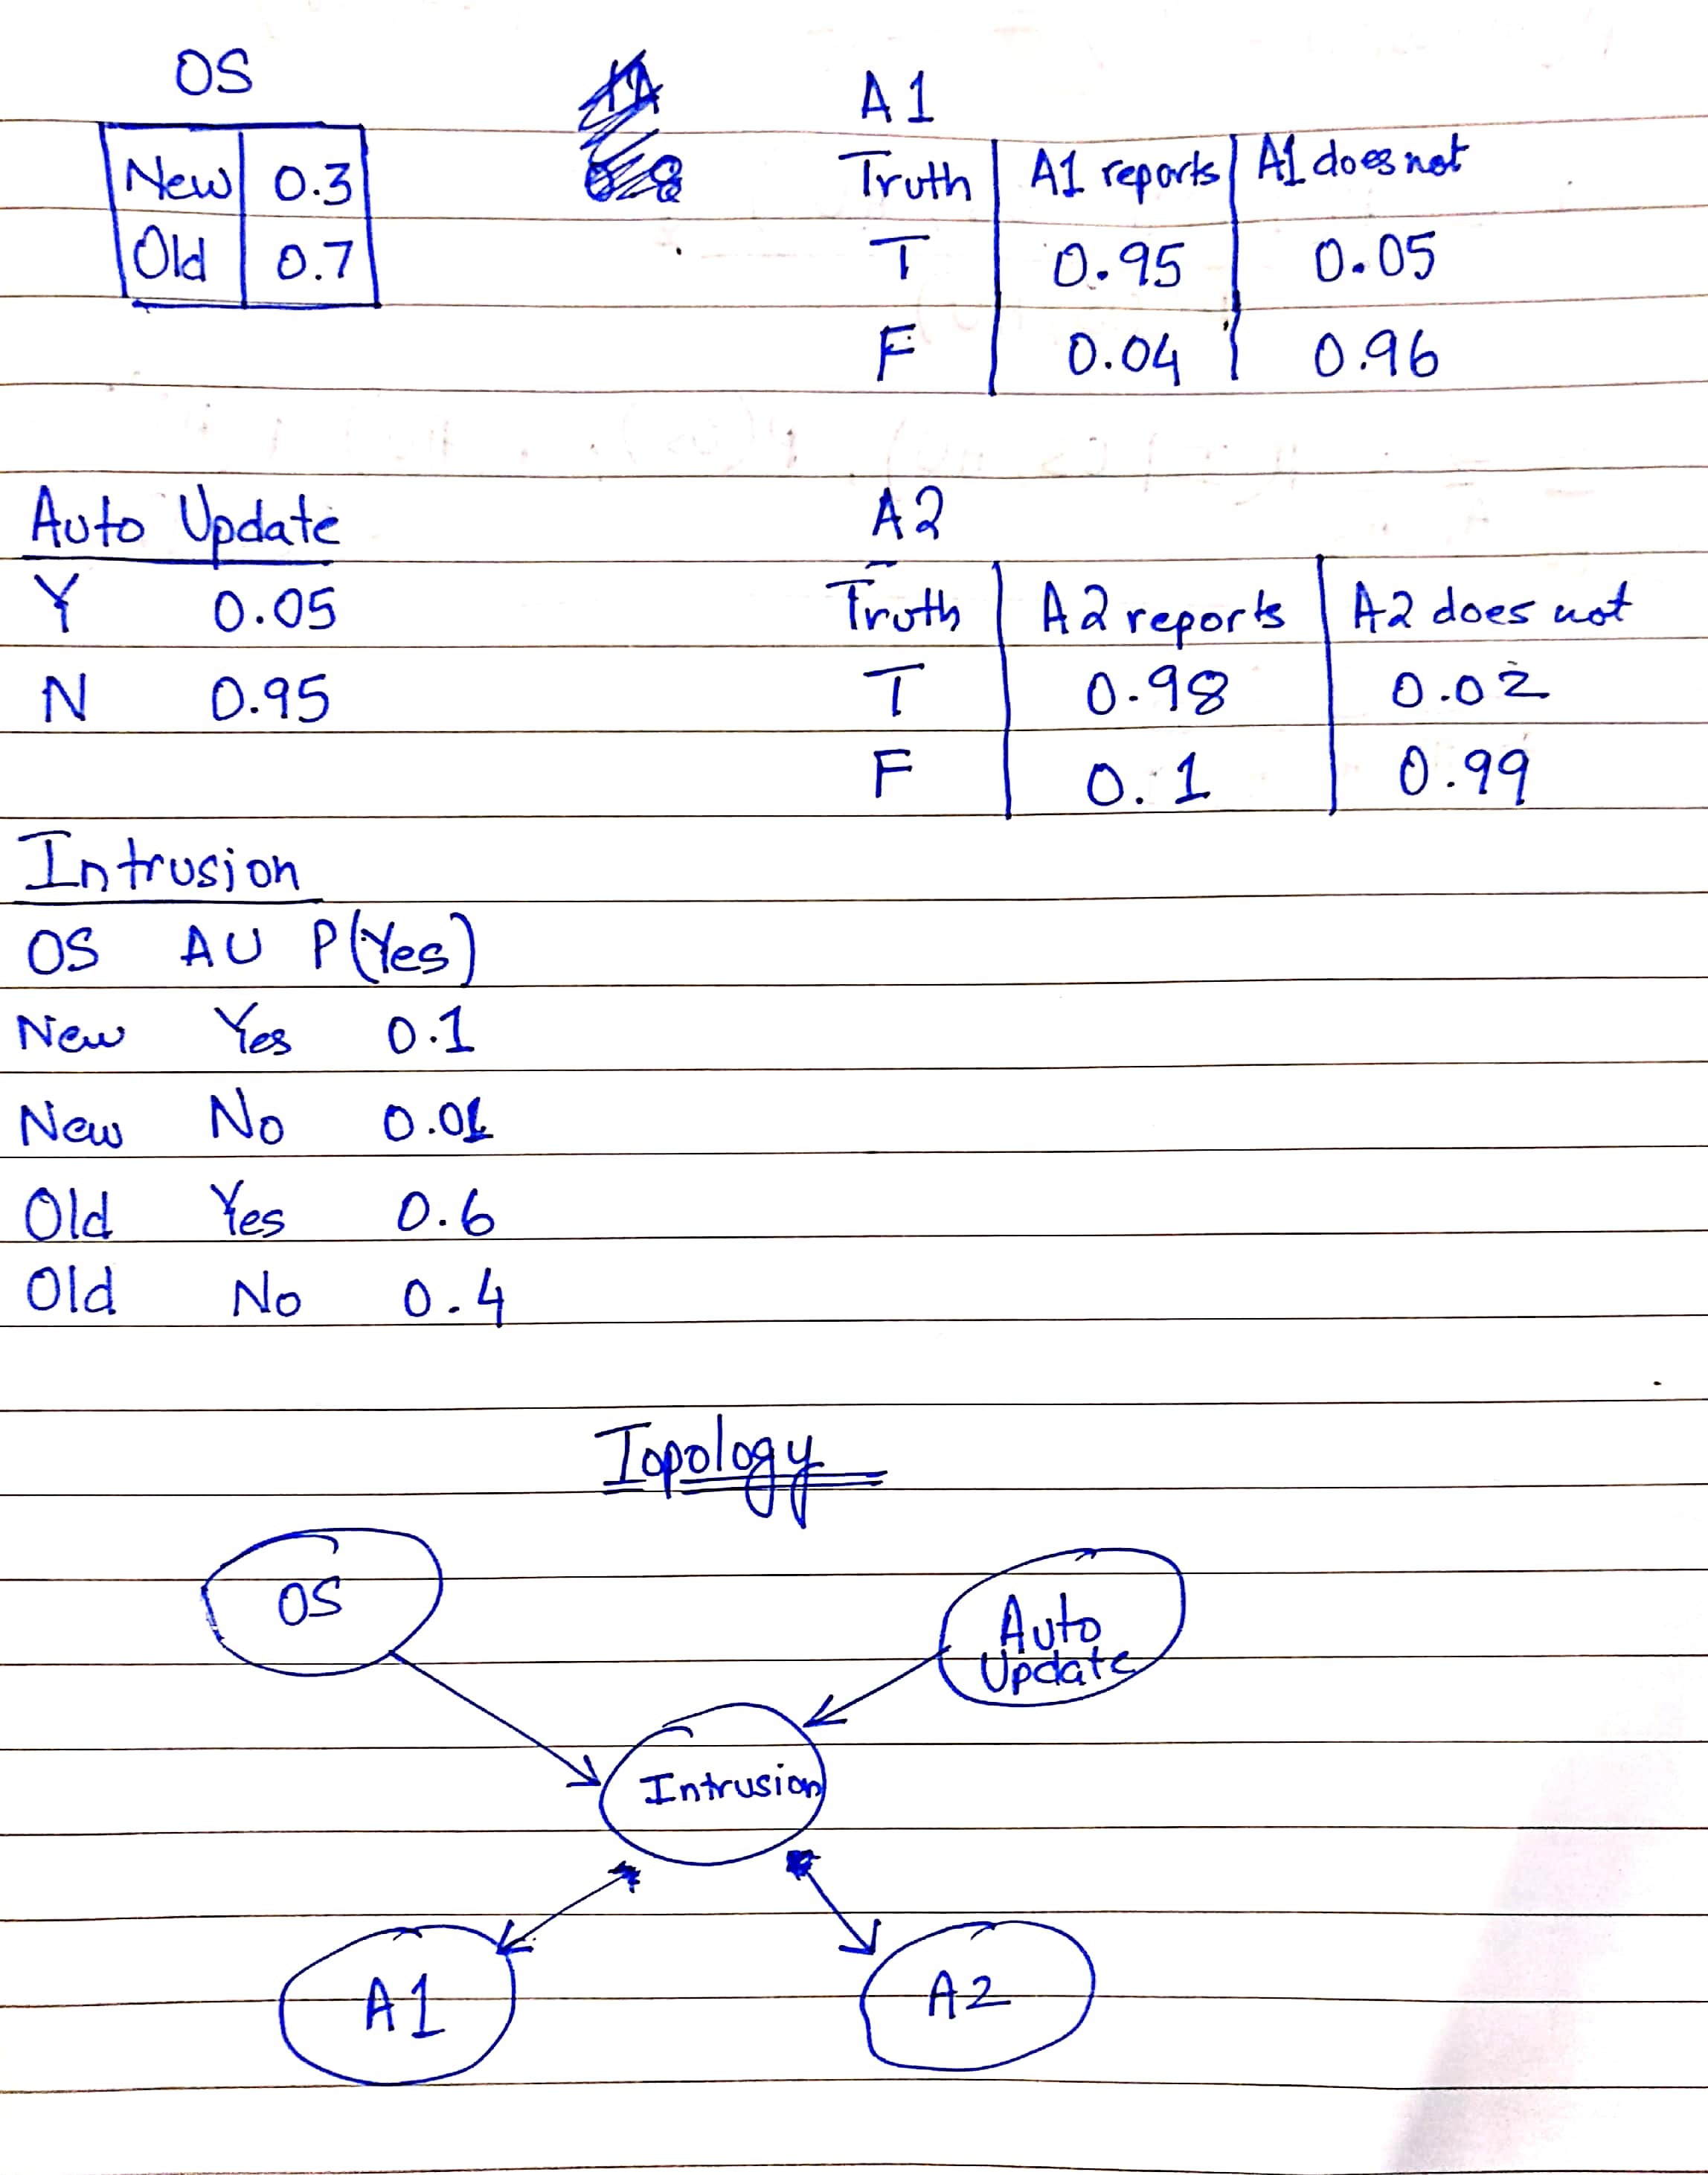 OS
New 0.3
Old 0.7
A1
Truth A1 reports A1 does not
T 0.95 0.05
F 0.04 0.96
Auto Update
Y 0.05
N 0.95
A2
Truth A2 reports A2 does not
T 0.98 0.02
F 0.1 0.99
Intrusion
OS AU P(Yes)
New Yes 0.1
New No 0.01
Old Yes 0.6
Old No 0.4
Topology
OS
Auto
Update
Intrusion
A1
A2